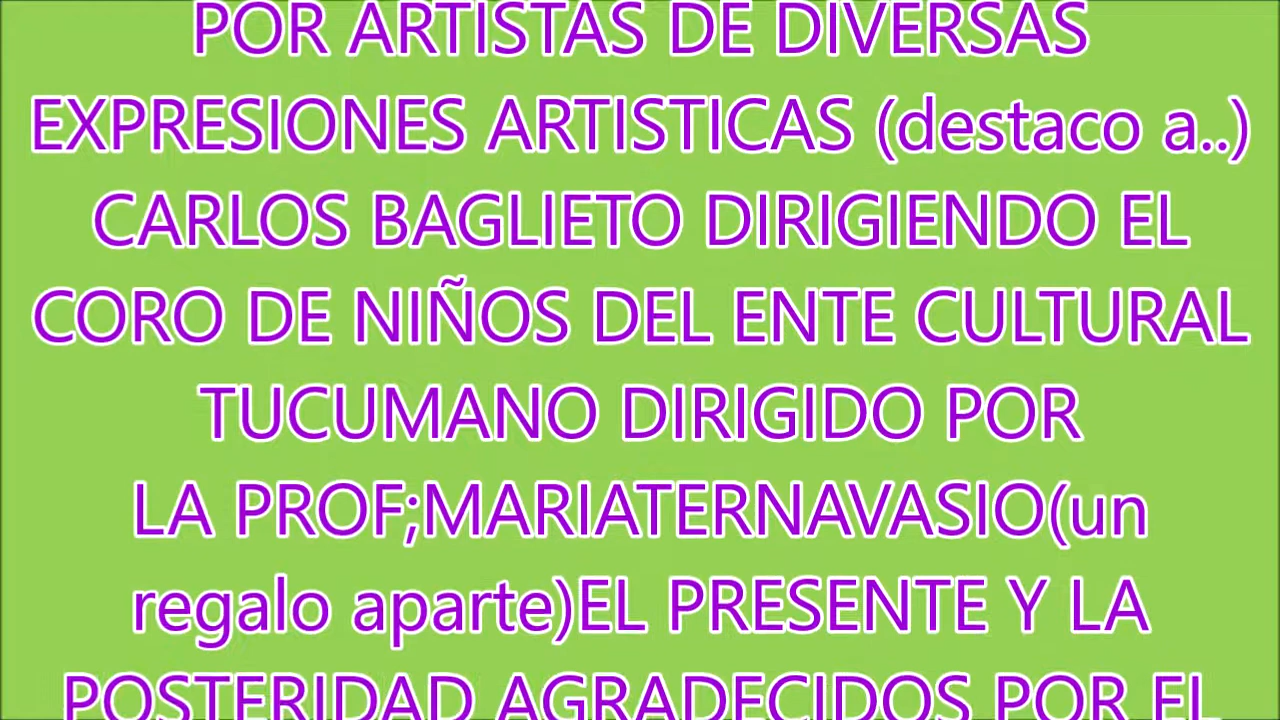 POR ARTISTAS DE DIVERSAS
EXPRESIONES ARTISTICAS (destaco a..)
CARLOS BAGLIETO DIRIGIENDO EL
CORO DE NIÑOS DEL ENTE CULTURAL
TUCUMANO DIRIGIDO POR
LA PROF;MARIATERNAVASIO(un
regalo aparte)EL PRESENTE Y LA
POSTERIDAD AGRADECIDOS POR EL